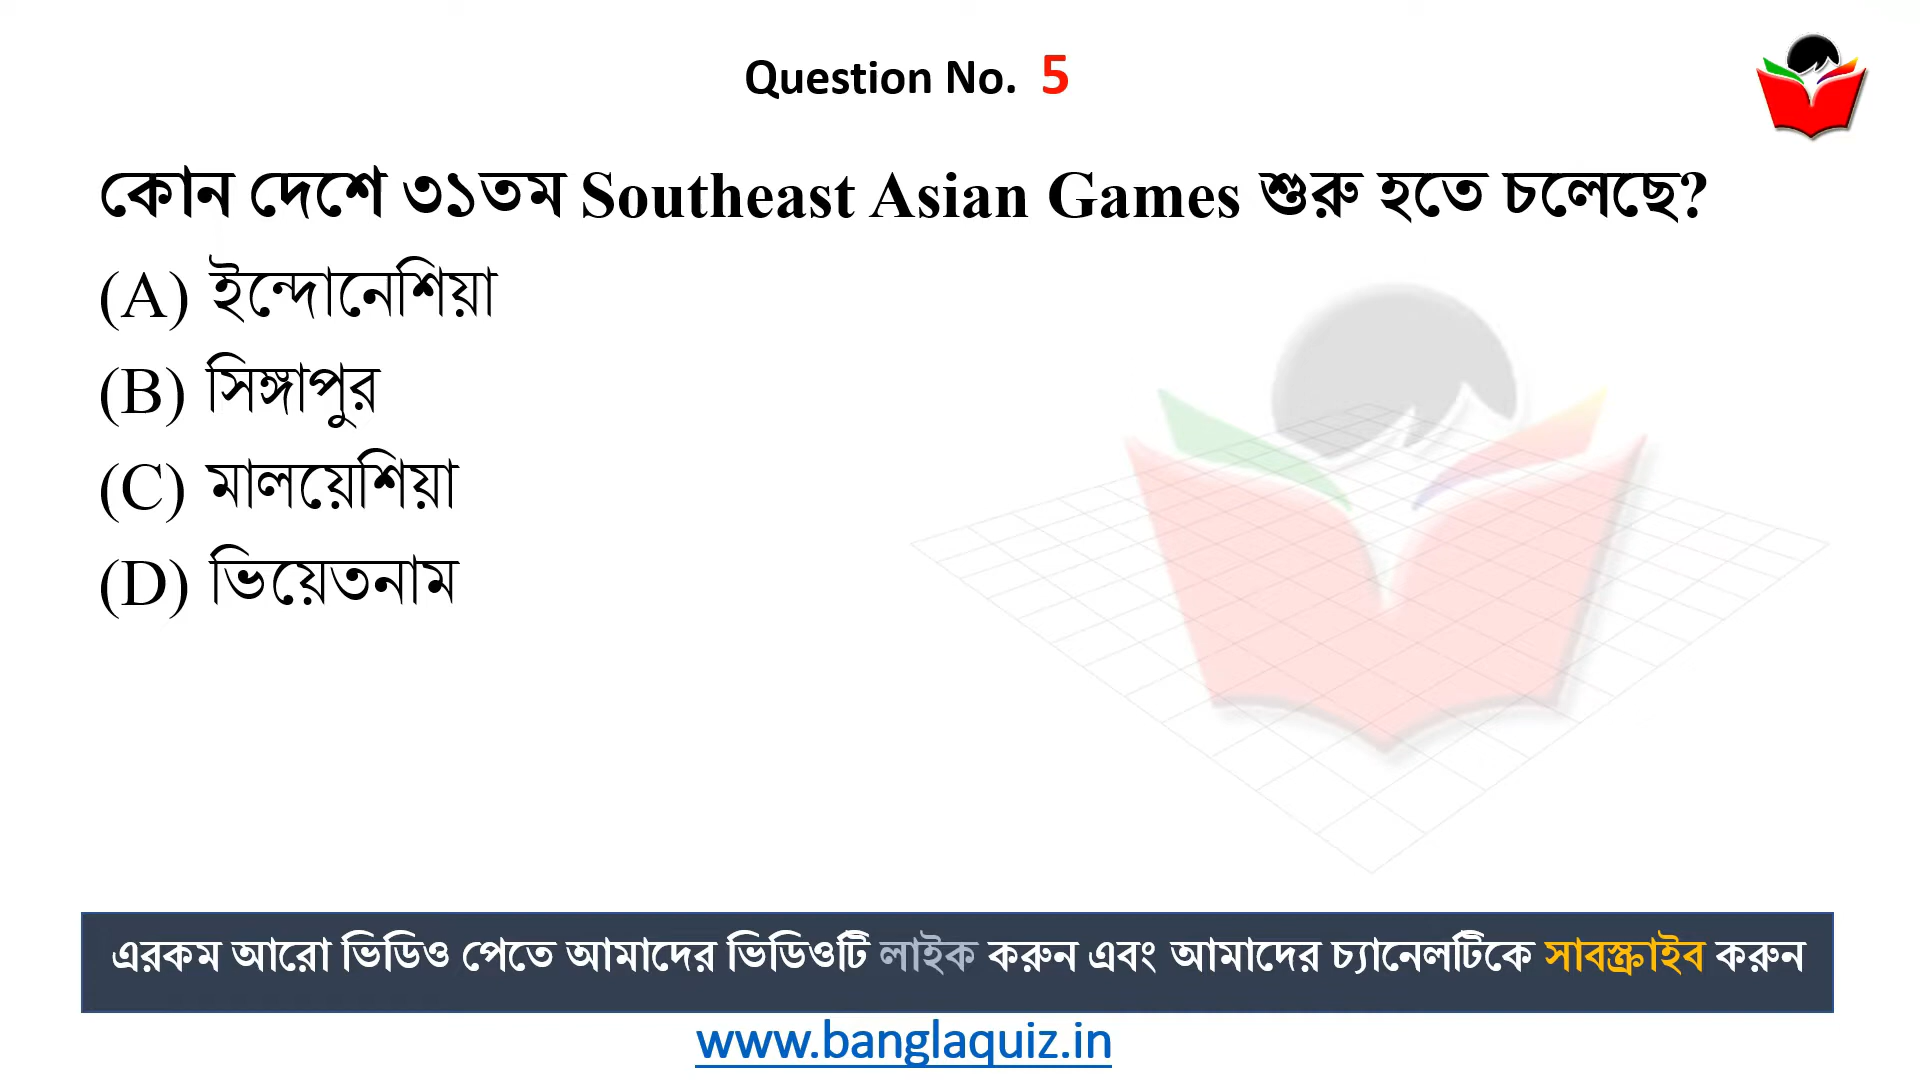 Question No. 5
কোন দেশে ৩১তম Southeast Asian Games শুরু হতে চলেছে?
(A) ইন্দোনেশিয়া
(B) সিঙ্গাপুর
(C) মালয়েশিয়া
(D) ভিয়েতনাম
এরকম আরো ভিডিও পেতে আমাদের ভিডিওটি লাইক করুন এবং আমাদের চ্যানেলটিকে সাবস্ক্রাইব করুন
www.banglaquiz.in